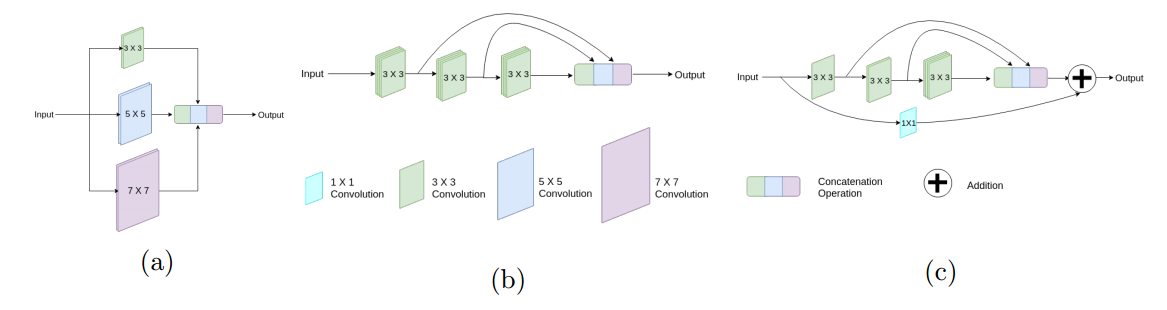 3 X 3
Input
5 X 5
Output
7 X 7
(a)
Input
3 X 3
3 X 3
3 X 3
Output
1 X 1
Convolution
3 X 3
Convolution
5 X 5
Convolution
7 X 7
Convolution
(b)
Input
3 X 3
3 X 3
3 X 3
Output
1X1
Concatenation
Operation
Addition
(c)